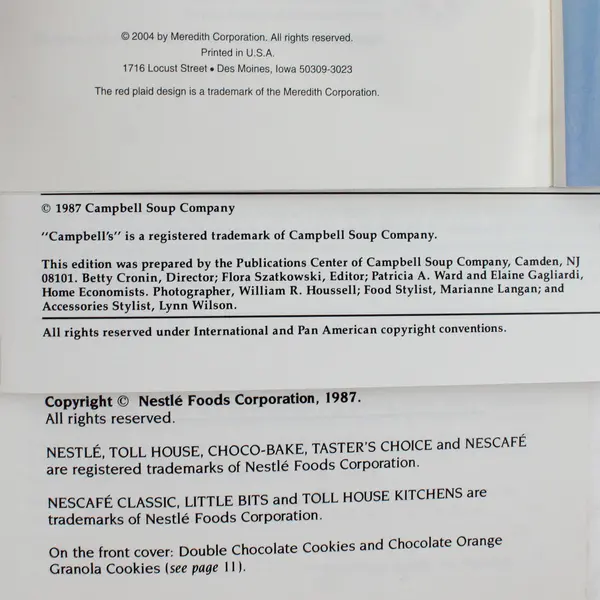 © 2004 by Meredith Corporation. All rights reserved.
Printed in U.S.A.
1716 Locust Street • Des Moines, Iowa 50309-3023
The red plaid design is a trademark of the Meredith Corporation.
© 1987 Campbell Soup Company
"Campbell's" is a registered trademark of Campbell Soup Company.
This edition was prepared by the Publications Center of Campbell Soup Company, Camden, NJ
08101. Betty Cronin, Director; Flora Szatkowski, Editor; Patricia A. Ward and Elaine Gagliardi,
Home Economists. Photographer, William R. Houssell; Food Stylist, Marianne Langan; and
Accessories Stylist, Lynn Wilson.
All rights reserved under International and Pan American copyright conventions.
Copyright © Nestlé Foods Corporation, 1987.
All rights reserved.
NESTLÉ, TOLL HOUSE, CHOCO-BAKE, TASTER'S CHOICE and NESCAFÉ
are registered trademarks of Nestlé Foods Corporation.
NESCAFÉ CLASSIC, LITTLE BITS and TOLL HOUSE KITCHENS are
trademarks of Nestlé Foods Corporation.
On the front cover: Double Chocolate Cookies and Chocolate Orange
Granola Cookies (see page 11).